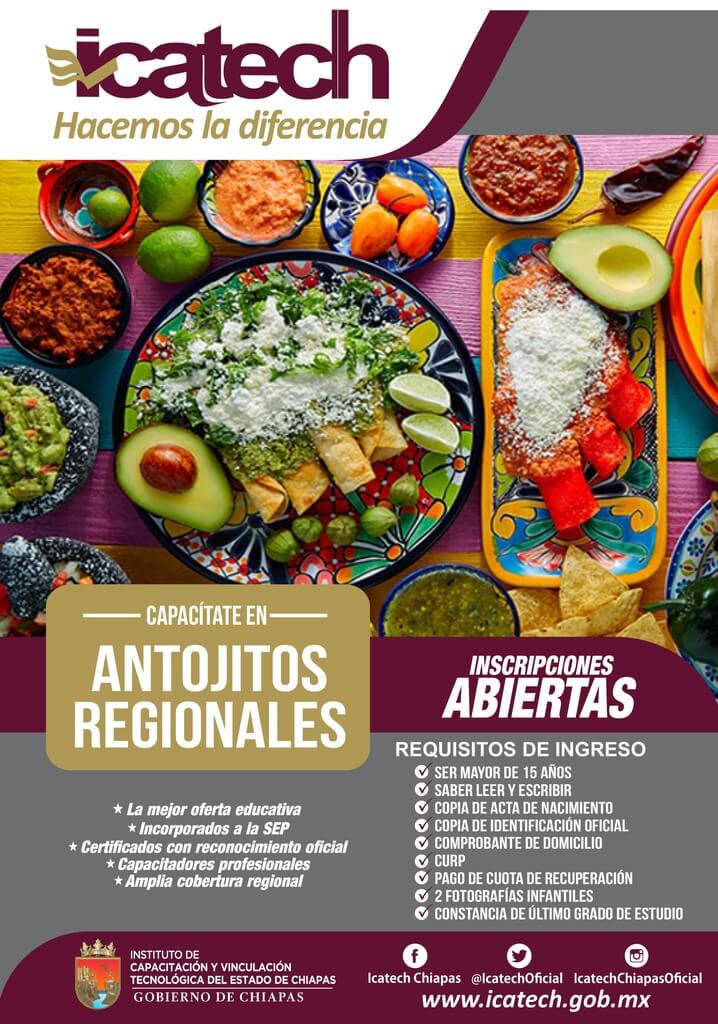 icatech
Hacemos la diferencia
CAPACÍTATE EN
ANTOJITOS
REGIONALES
La mejor oferta educativa
Incorporados a la SEP
Certificados con reconocimiento oficial
Capacitadores profesionales
Amplia cobertura regional
INSCRIPCIONES
ABIERTAS
REQUISITOS DE INGRESO
SER MAYOR DE 15 AÑOS
SABER LEER Y ESCRIBIR
COPIA DE ACTA DE NACIMIENTO
COPIA DE IDENTIFICACIÓN OFICIAL
COMPROBANTE DE DOMICILIO
CURP
PAGO DE CUOTA DE RECUPERACIÓN
2 FOTOGRAFÍAS INFANTILES
CONSTANCIA DE ÚLTIMO GRADO DE ESTUDIO
INSTITUTO DE
CAPACITACIÓN Y VINCULACIÓN
TECNOLÓGICA DEL ESTADO DE CHIAPAS
GOBIERNO DE CHIAPAS
Icatech Chiapas @IcatechOficial IcatechChiapasOficial
www.icatech.gob.mx